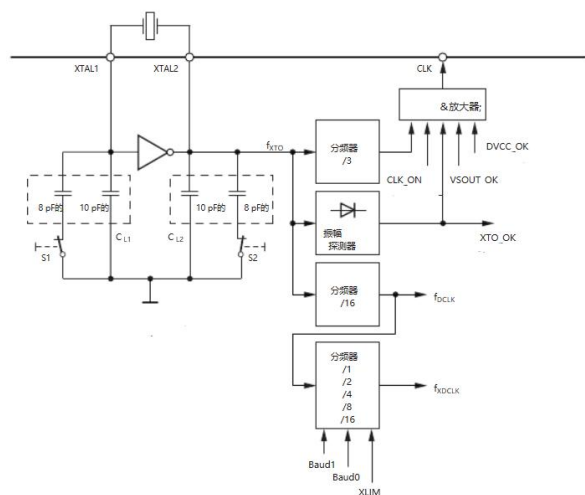 XTAL1
XTAL2
CLK
&放大器;
DVCC_OK
CLK_ON
VSOUT_OK
fXTO
分频器
/3
8 pF的
10 pF的
10 pF的
8 pF的
CL1
CL2
S1
S2
振幅
探测器
XTO_OK
分频器
/16
fDCLK
分频器
/1
/2
/4
/8
/16
fXDCLK
Baud1
Baud0
XLIM